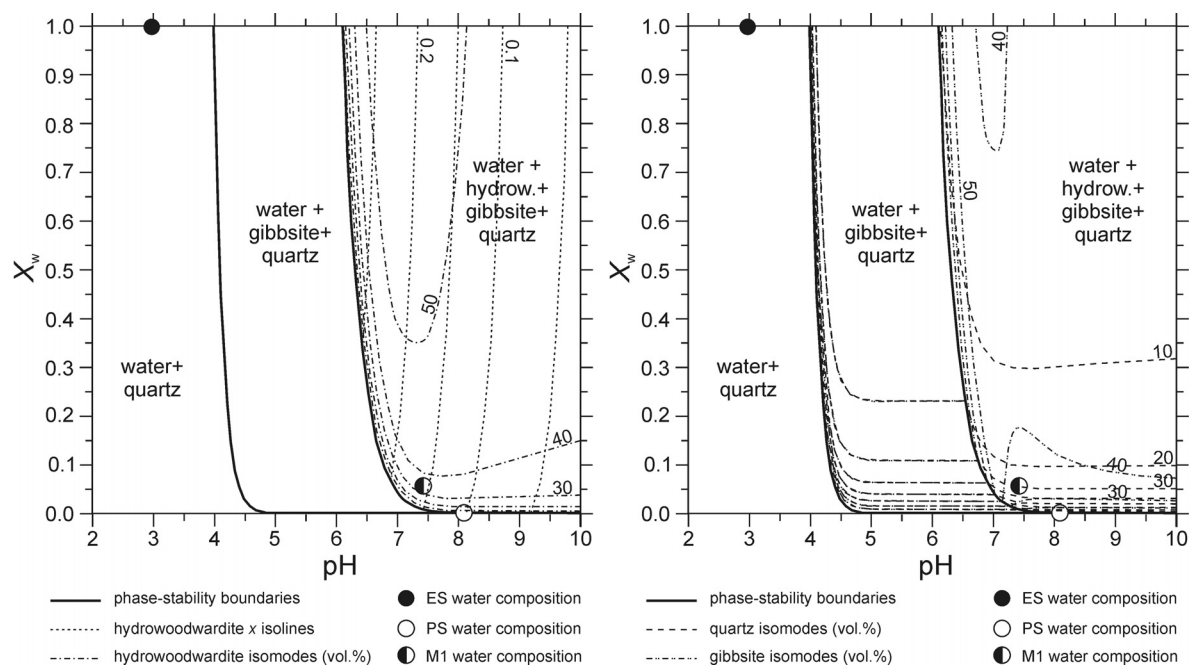 1.0
0.9
0.8
0.7
0.6
0.5
0.4
0.3
0.2
0.1
0.0
Xw
0.2
0.1
water +
hydrow.+
gibbsite+
quartz
water +
gibbsite+
quartz
water+
quartz
50
40
30
2 3 4 5 6 7 8 9 10
pH
phase-stability boundaries
hydrowoodwardite x isolines
hydrowoodwardite isomodes (vol.%)
ES water composition
PS water composition
M1 water composition
1.0
0.9
0.8
0.7
0.6
0.5
0.4
0.3
0.2
0.1
0.0
Xw
40
water +
hydrow.+
gibbsite+
quartz
50
water +
gibbsite+
quartz
water+
quartz
10
20
40
30
30
2 3 4 5 6 7 8 9 10
pH
phase-stability boundaries
quartz isomodes (vol.%)
gibbsite isomodes (vol.%)
ES water composition
PS water composition
M1 water composition